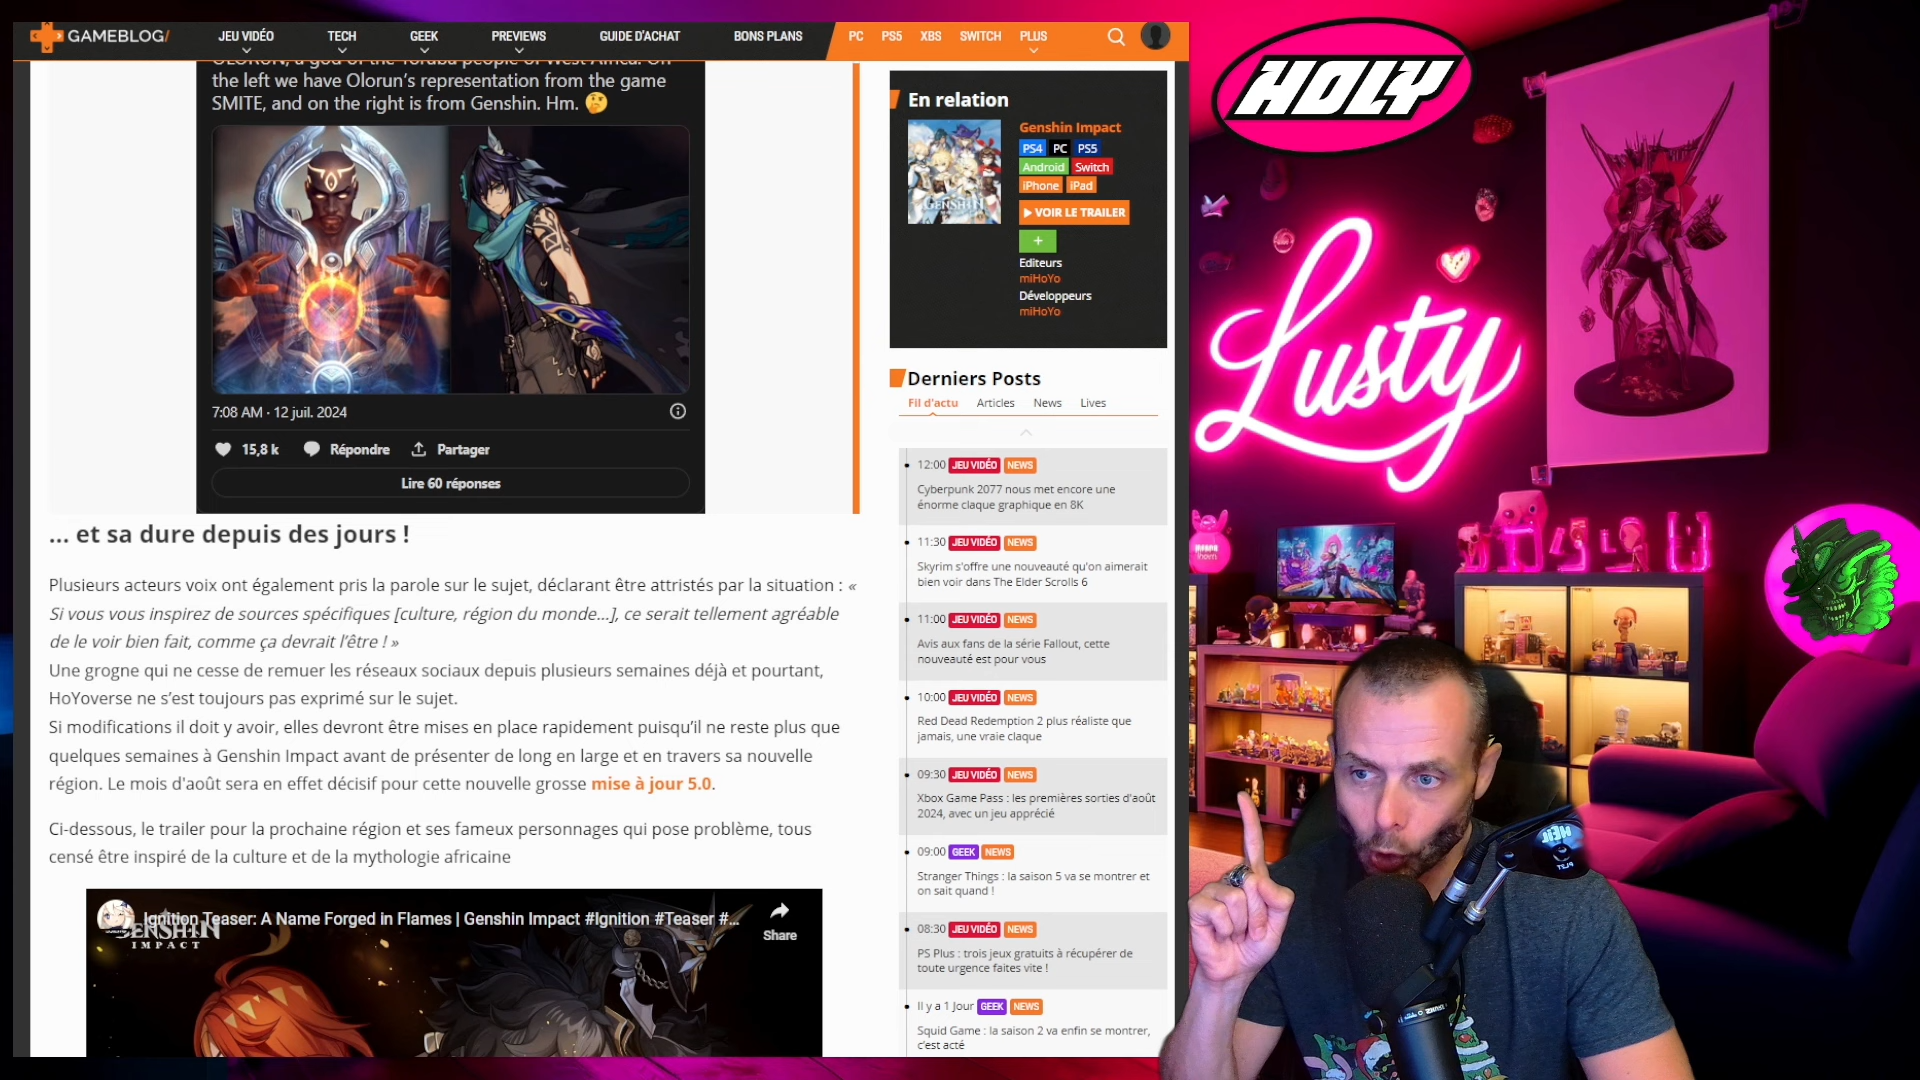 GAMEBLOG/
JEU VIDÉO
TECH
GEEK
PREVIEWS
GUIDE D'ACHAT
BONS PLANS
PC
PS5
XBS
SWITCH
PLUS
OLORUN, a god of the Yoruba people of West Africa. On
the left we have Olorun's representation from the game
SMITE, and on the right is from Genshin. Hm. 🤔
7:08 AM · 12 juil. 2024
15,8 k
Répondre
Partager
Lire 60 réponses
... et sa dure depuis des jours !
Plusieurs acteurs voix ont également pris la parole sur le sujet, déclarant être attristés par la situation : «
Si vous vous inspirez de sources spécifiques [culture, région du monde...], ce serait tellement agréable
de le voir bien fait, comme ça devrait l'être ! »
Une grogne qui ne cesse de remuer les réseaux sociaux depuis plusieurs semaines déjà et pourtant,
HoYoverse ne s'est toujours pas exprimé sur le sujet.
Si modifications il doit y avoir, elles devront être mises en place rapidement puisqu'il ne reste plus que
quelques semaines à Genshin Impact avant de présenter de long en large et en travers sa nouvelle
région. Le mois d'août sera en effet décisif pour cette nouvelle grosse mise à jour 5.0.
Ci-dessous, le trailer pour la prochaine région et ses fameux personnages qui pose problème, tous
censé être inspiré de la culture et de la mythologie africaine
Ignition Teaser: A Name Forged in Flames | Genshin Impact #Ignition #Teaser #...
GENSHIN
IMPACT
Share
En relation
GENSHIN
Genshin Impact
PS4 PC PS5
Android Switch
iPhone iPad
VOIR LE TRAILER
+
Editeurs
miHoYo
Développeurs
miHoYo
Derniers Posts
Fil d'actu
Articles
News
Lives
12:00 JEU VIDÉO NEWS
Cyberpunk 2077 nous met encore une
énorme claque graphique en 8K
11:30 JEU VIDÉO NEWS
Skyrim s'offre une nouveauté qu'on aimerait
bien voir dans The Elder Scrolls 6
11:00 JEU VIDÉO NEWS
Avis aux fans de la série Fallout, cette
nouveauté est pour vous
10:00 JEU VIDÉO NEWS
Red Dead Redemption 2 plus réaliste que
jamais, une vraie claque
09:30 JEU VIDÉO NEWS
Xbox Game Pass : les premières sorties d'août
2024, avec un jeu apprécié
09:00 GEEK NEWS
Stranger Things : la saison 5 va se montrer et
on sait quand !
08:30 JEU VIDÉO NEWS
PS Plus : trois jeux gratuits à récupérer de
toute urgence faites vite !
Il y a 1 Jour GEEK NEWS
Squid Game : la saison 2 va enfin se montrer,
c'est acté
HOLY
Lusty